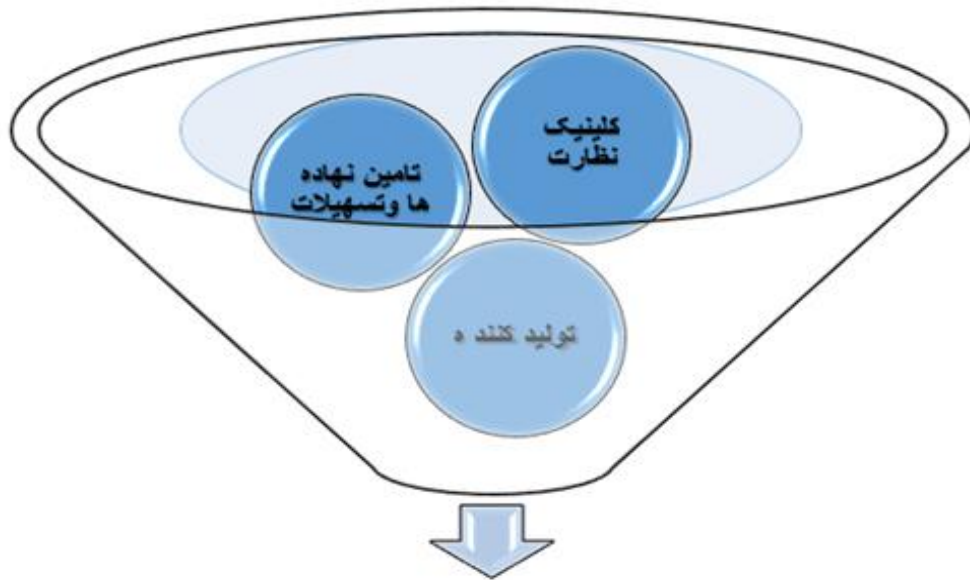 کلینیک
نظارت
تامین نهاده
ها وتسهیلات
تولید کنند ه